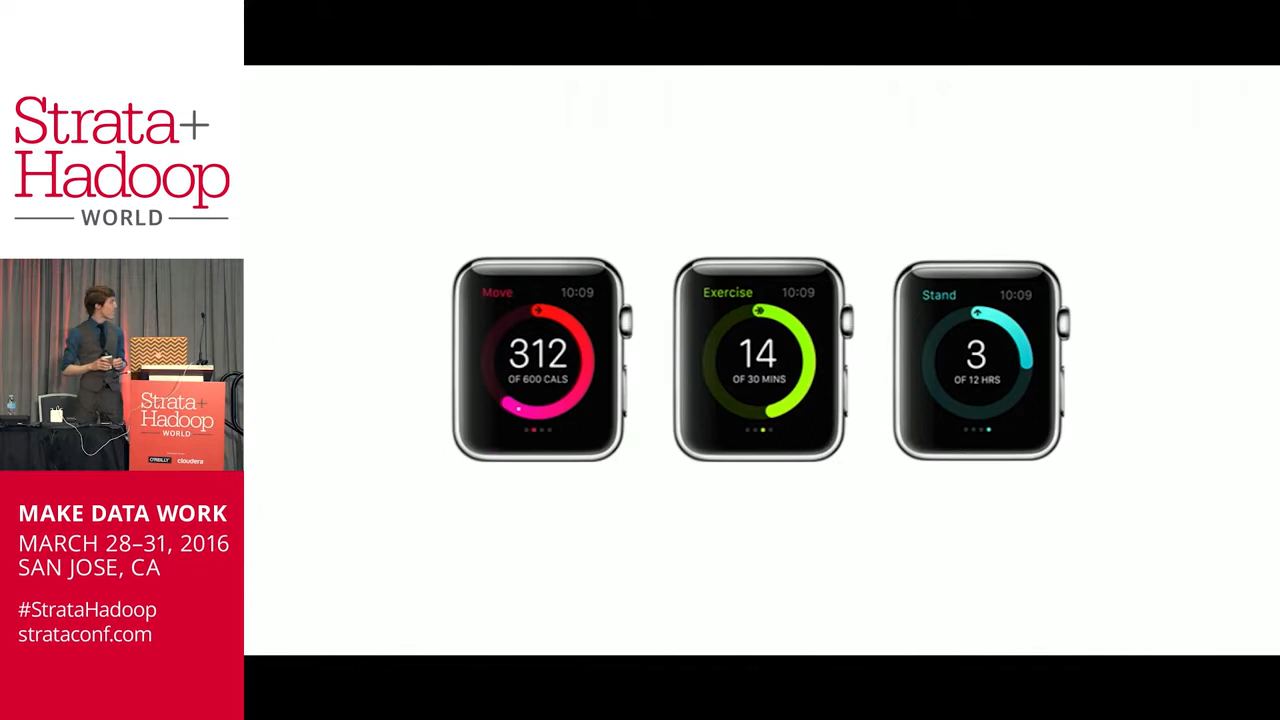 Strata+
Hadoop
WORLD
Strata+
Hadoop
WORLD
O'REILLY
cloudera
MAKE DATA WORK
MARCH 28–31, 2016
SAN JOSE, CA
#StrataHadoop
strataconf.com
Move 10:09
312
OF 600 CALS
Exercise 10:09
14
OF 30 MINS
Stand 10:09
3
OF 12 HRS